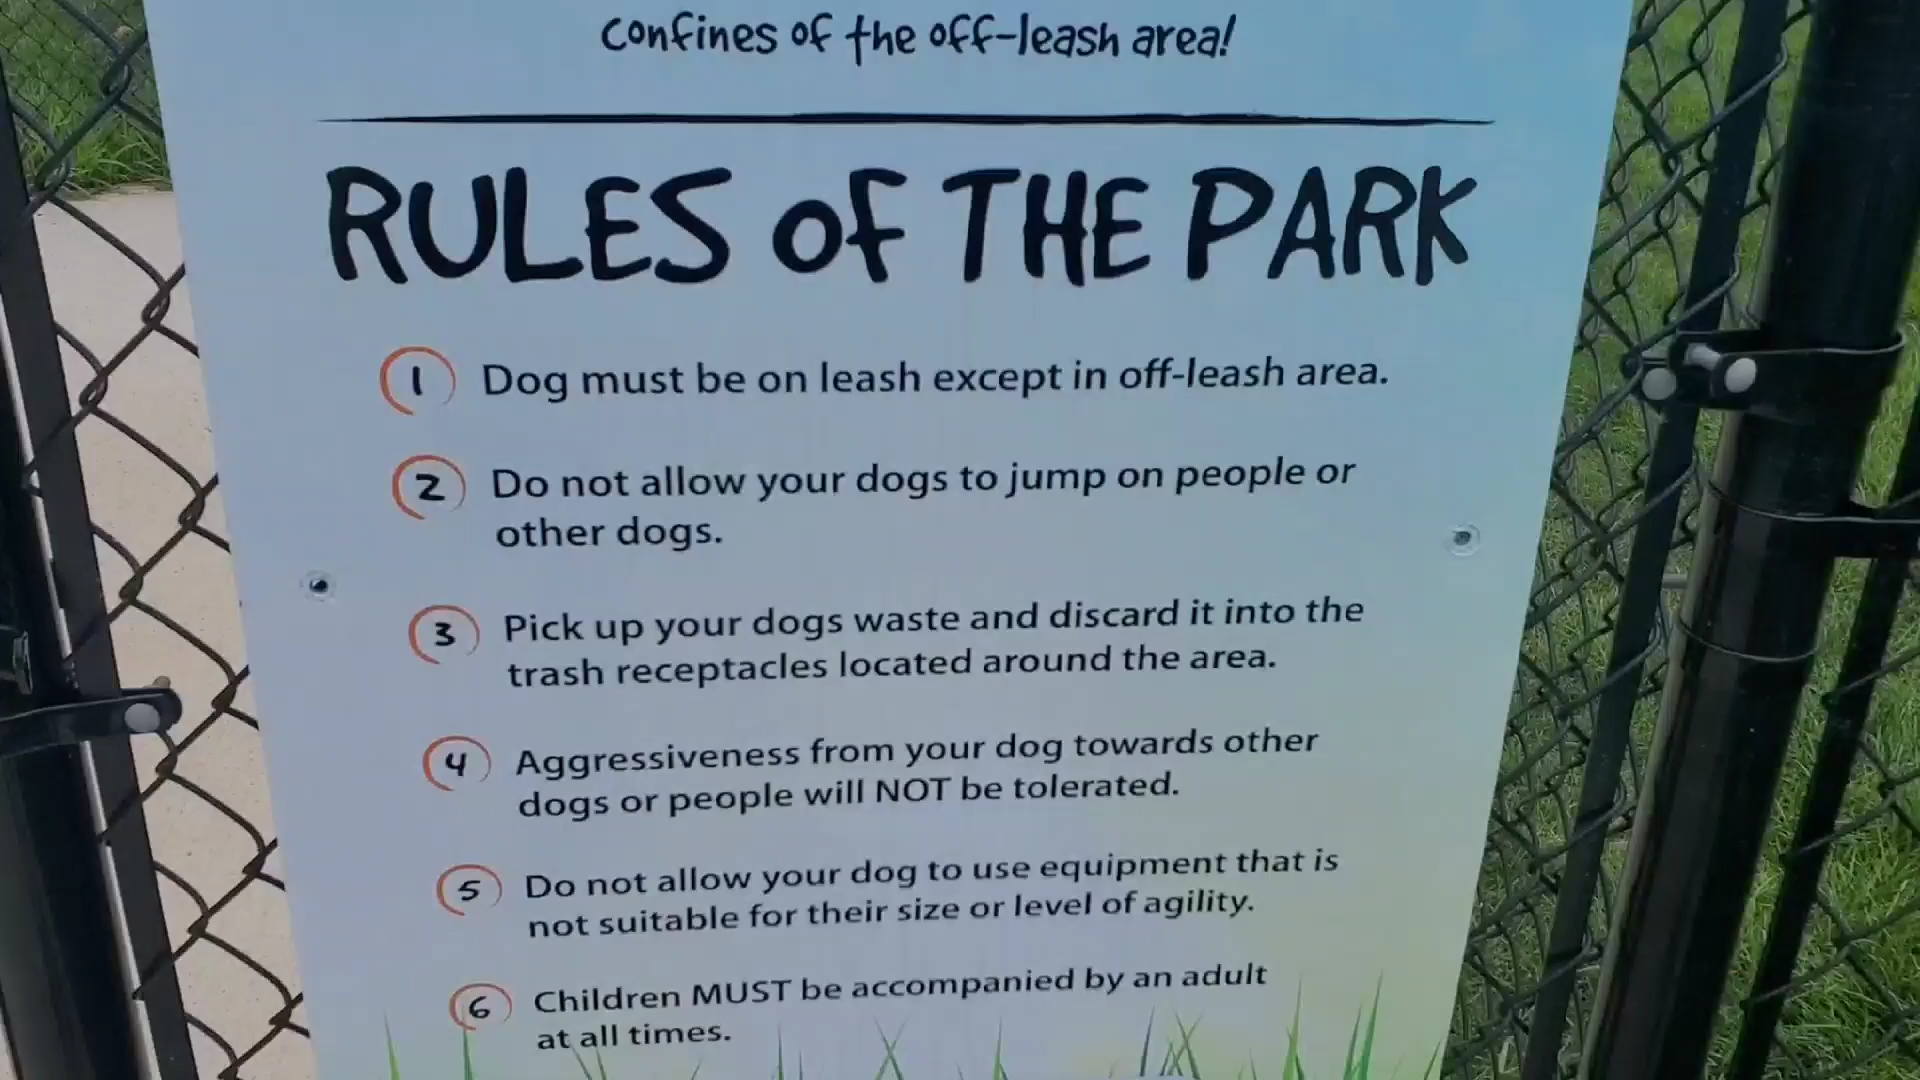 confines of the off-leash area!
RULES of THE PARK
1 Dog must be on leash except in off-leash area.
2 Do not allow your dogs to jump on people or
other dogs.
3 Pick up your dogs waste and discard it into the
trash receptacles located around the area.
4 Aggressiveness from your dog towards other
dogs or people will NOT be tolerated.
5 Do not allow your dog to use equipment that is
not suitable for their size or level of agility.
6 Children MUST be accompanied by an adult
at all times.